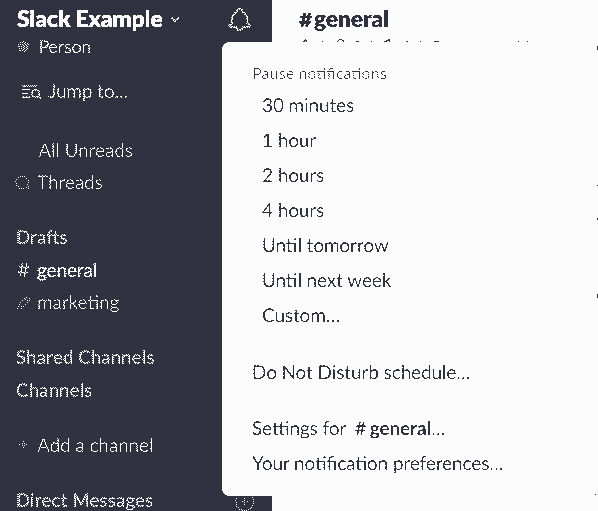 Slack Example
Person
Jump to...
All Unreads
Threads
Drafts
# general
marketing
Shared Channels
Channels
+ Add a channel
Direct Messages
#general
Pause notifications
30 minutes
1 hour
2 hours
4 hours
Until tomorrow
Until next week
Custom...
Do Not Disturb schedule...
Settings for # general...
Your notification preferences...